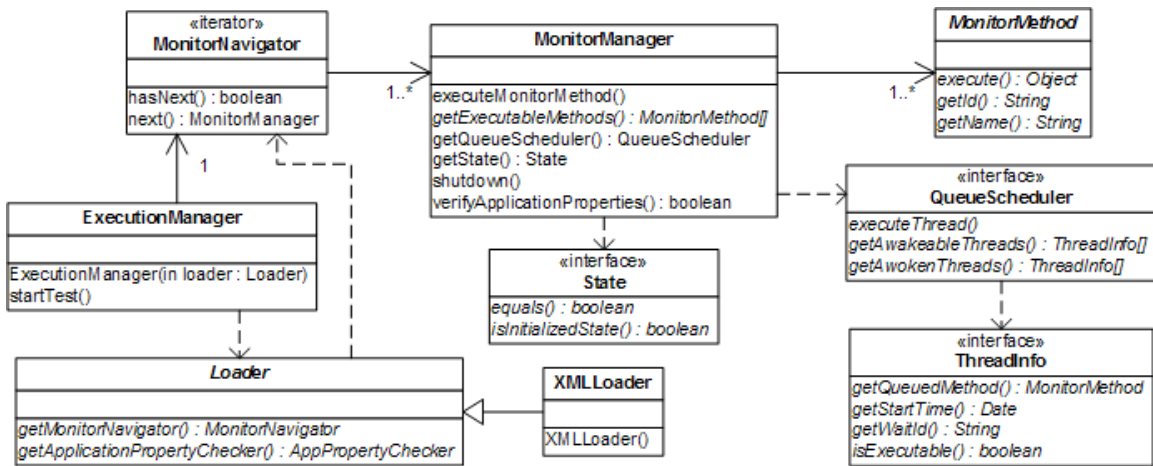 «iterator»
MonitorNavigator
hasNext() : boolean
next() : MonitorManager
1..*
MonitorManager
executeMonitorMethod()
getExecutableMethods() : MonitorMethod[]
getQueueScheduler() : QueueScheduler
getState() : State
shutdown()
verifyApplicationProperties() : boolean
1..*
MonitorMethod
execute() : Object
getId() : String
getName() : String
1
ExecutionManager
ExecutionManager(in loader : Loader)
startTest()
«interface»
State
equals() : boolean
isInitializedState() : boolean
«interface»
QueueScheduler
executeThread()
getAwakeableThreads() : ThreadInfo[]
getAwokenThreads() : ThreadInfo[]
Loader
getMonitorNavigator() : MonitorNavigator
getApplicationPropertyChecker() : AppPropertyChecker
XMLLoader
XMLLoader()
«interface»
ThreadInfo
getQueuedMethod() : MonitorMethod
getStartTime() : Date
getWaitId() : String
isExecutable() : boolean